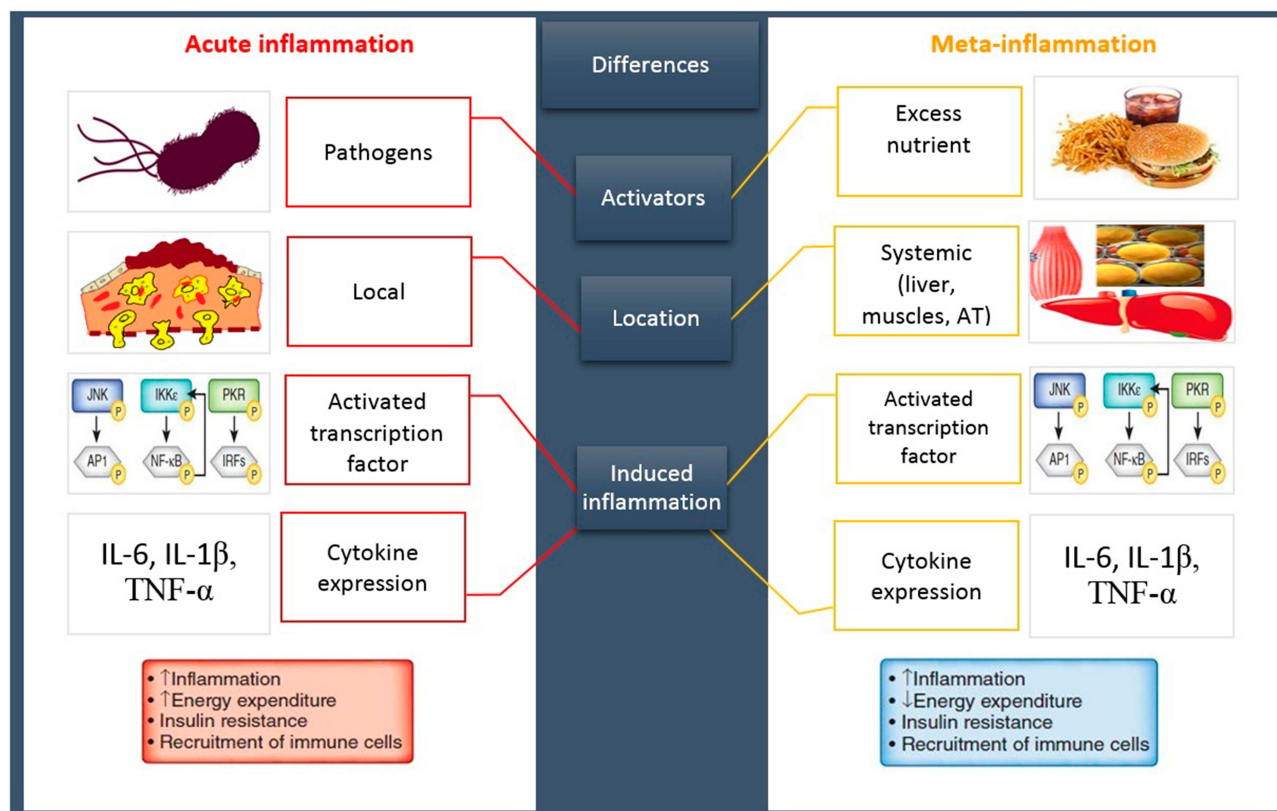 Acute inflammation
Differences
Meta-inflammation
Pathogens
Activators
Excess
nutrient
Local
Location
Systemic
(liver,
muscles, AT)
JNK P
IKKε P
PKR P
AP1 P
NF-κB P
IRFs P
Activated
transcription
factor
Induced
inflammation
Activated
transcription
factor
JNK P
IKKε P
PKR P
AP1 P
NF-κB P
IRFs P
IL-6, IL-1β,
TNF-α
Cytokine
expression
Cytokine
expression
IL-6, IL-1β,
TNF-α
• ↑Inflammation
• ↑Energy expenditure
• Insulin resistance
• Recruitment of immune cells
• ↑Inflammation
• ↓Energy expenditure
• Insulin resistance
• Recruitment of immune cells